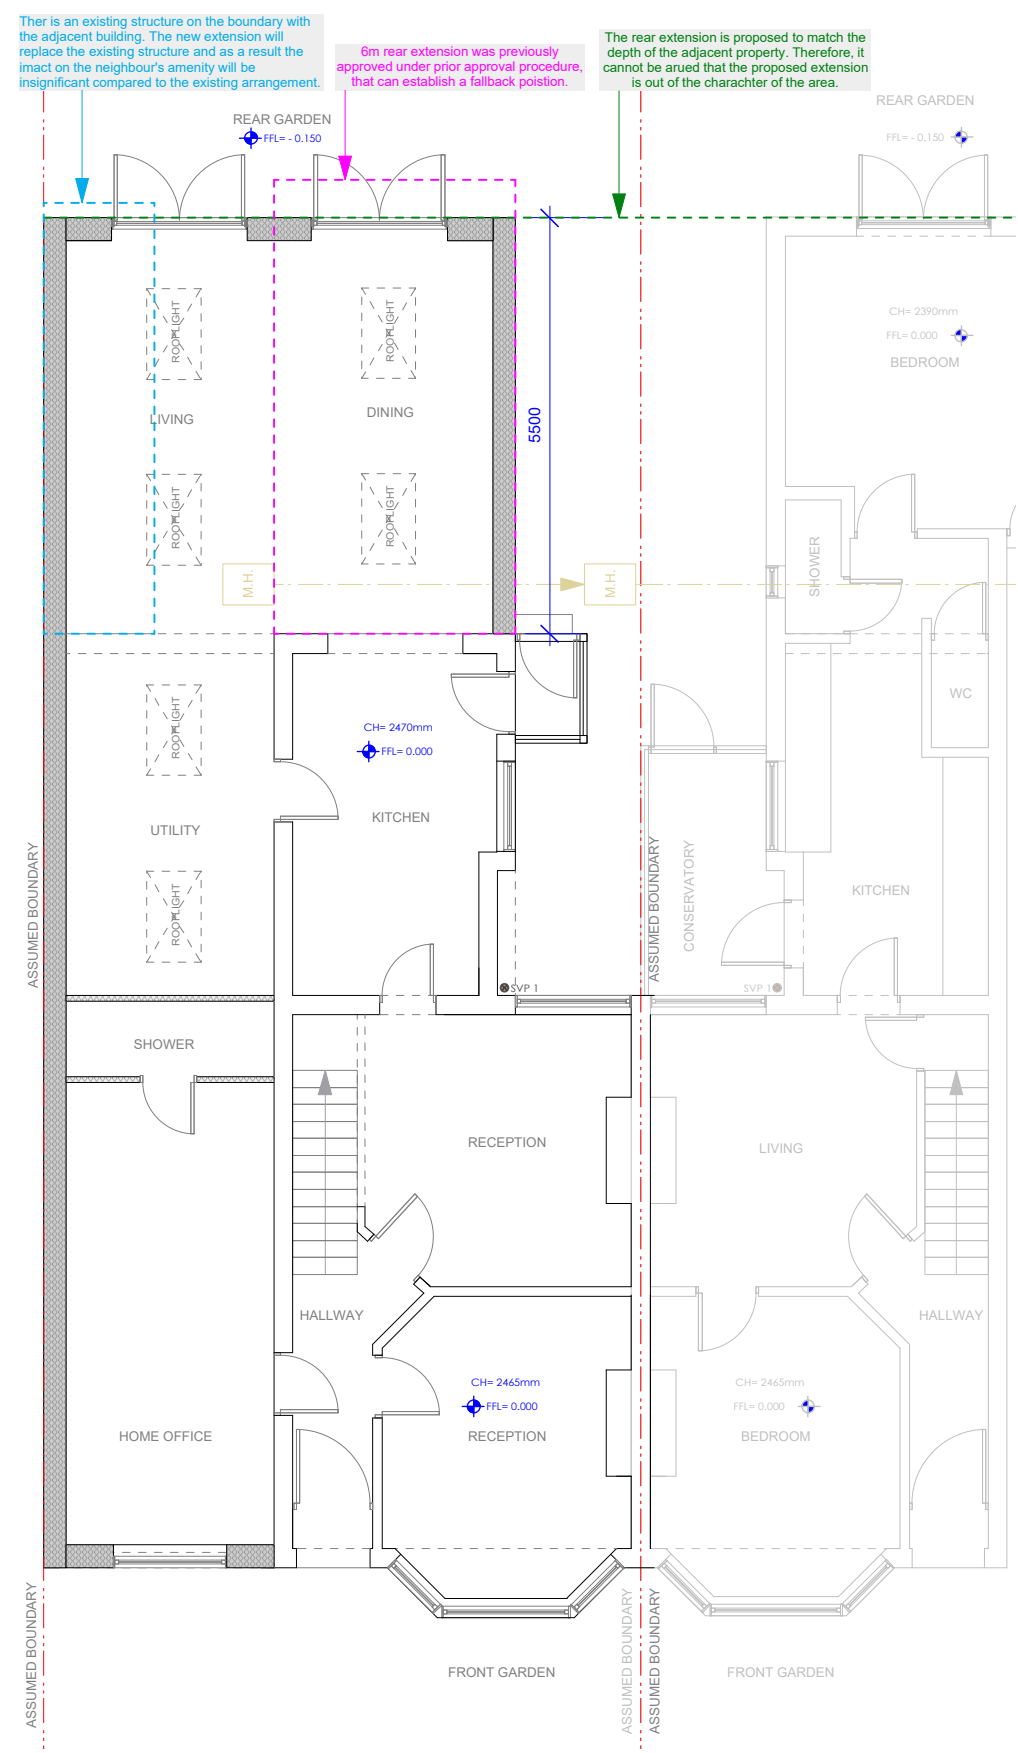 Ther is an existing structure on the boundary with
the adjacent building. The new extension will
replace the existing structure and as a result the
imact on the neighbour's amenity will be
insignificant compared to the existing arrangement.
6m rear extension was previously
approved under prior approval procedure,
that can establish a fallback poistion.
The rear extension is proposed to match the
depth of the adjacent property. Therefore, it
cannot be arued that the proposed extension
is out of the charachter of the area.
REAR GARDEN
FFL= - 0.150
REAR GARDEN
FFL= - 0.150
ROOFLIGHT
ROOFLIGHT
CH= 2390mm
FFL= 0.000
BEDROOM
LIVING
DINING
5500
ROOFLIGHT
ROOFLIGHT
M.H.
M.H.
SHOWER
WC
ROOFLIGHT
CH= 2470mm
FFL= 0.000
KITCHEN
UTILITY
ROOFLIGHT
ASSUMED BOUNDARY
ASSUMED BOUNDARY
CONSERVATORY
KITCHEN
SVP 1
SVP 1
SHOWER
RECEPTION
LIVING
HALLWAY
HALLWAY
CH= 2465mm
FFL= 0.000
RECEPTION
CH= 2465mm
FFL= 0.000
BEDROOM
HOME OFFICE
ASSUMED BOUNDARY
ASSUMED BOUNDARY
ASSUMED BOUNDARY
FRONT GARDEN
FRONT GARDEN